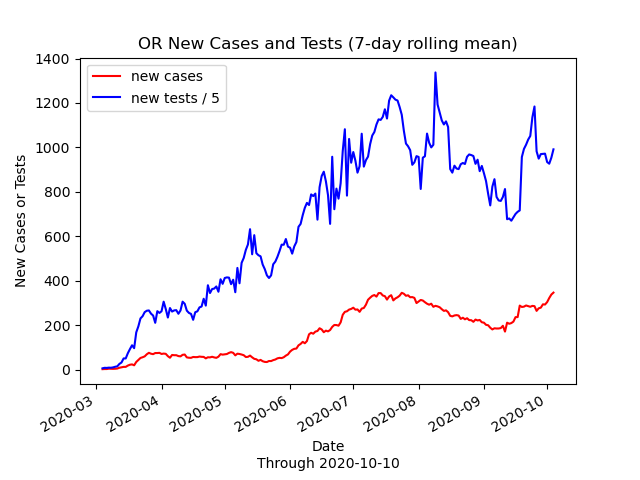 OR New Cases and Tests (7-day rolling mean)
new cases
new tests / 5
New Cases or Tests
1400
1200
1000
800
600
400
200
0
2020-03
2020-04
2020-05
2020-06
2020-07
2020-08
2020-09
2020-10
Date
Through 2020-10-10